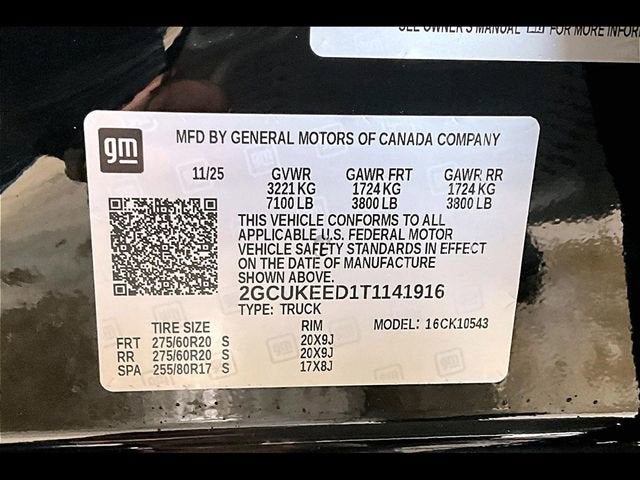 SEE OWNER'S MANUAL FOR MORE INFOR
gm
MFD BY GENERAL MOTORS OF CANADA COMPANY
11/25 GVWR GAWR FRT GAWR RR
3221 KG 1724 KG 1724 KG
7100 LB 3800 LB 3800 LB
THIS VEHICLE CONFORMS TO ALL
APPLICABLE U.S. FEDERAL MOTOR
VEHICLE SAFETY STANDARDS IN EFFECT
ON THE DATE OF MANUFACTURE
SHOWN ABOVE.
2GCUKEED1T1141916
TYPE: TRUCK MODEL: 16CK10543
TIRE SIZE RIM
FRT 275/60R20 S 20X9J
RR 275/60R20 S 20X9J
SPA 255/80R17 S 17X8J